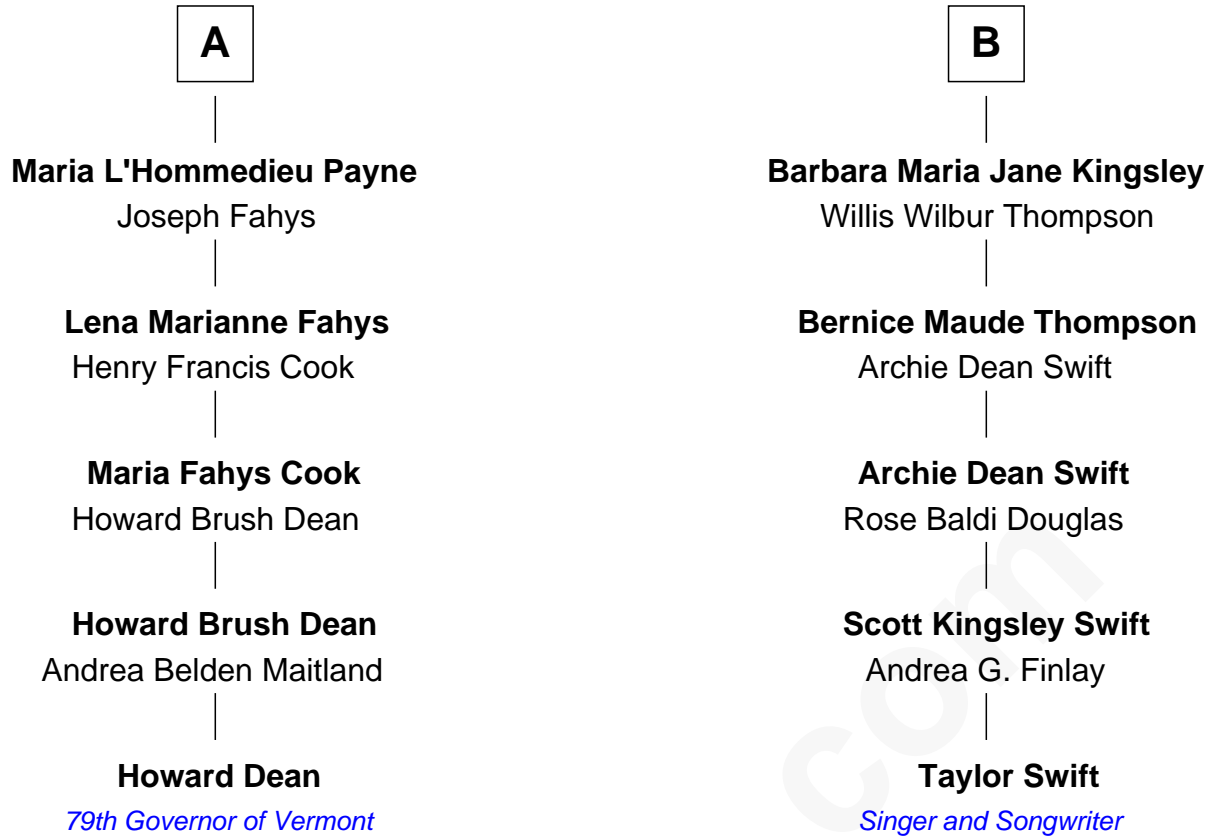 A
Maria L'Hommedieu Payne
Joseph Fahys
Lena Marianne Fahys
Henry Francis Cook
Maria Fahys Cook
Howard Brush Dean
Howard Brush Dean
Andrea Belden Maitland
Howard Dean
79th Governor of Vermont
B
Barbara Maria Jane Kingsley
Willis Wilbur Thompson
Bernice Maude Thompson
Archie Dean Swift
Archie Dean Swift
Rose Baldi Douglas
Scott Kingsley Swift
Andrea G. Finlay
Taylor Swift
Singer and Songwriter
com